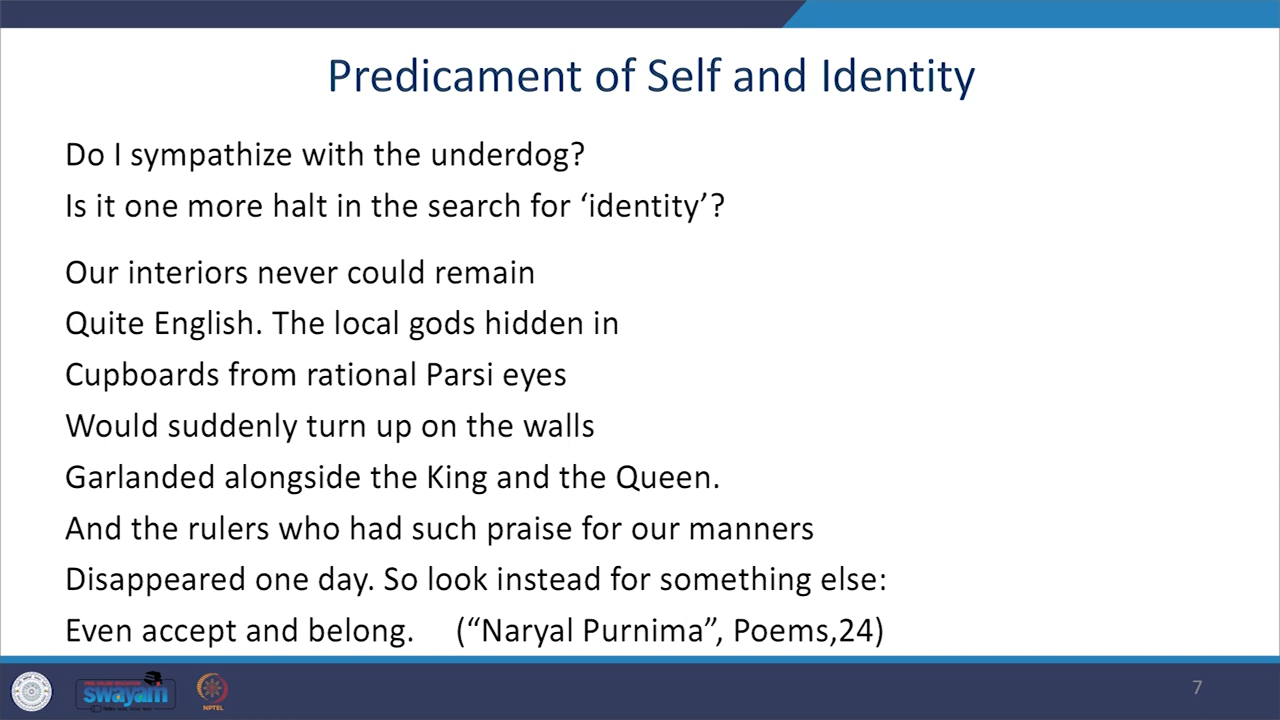 Predicament of Self and Identity
Do I sympathize with the underdog?
Is it one more halt in the search for ‘identity’?
Our interiors never could remain
Quite English. The local gods hidden in
Cupboards from rational Parsi eyes
Would suddenly turn up on the walls
Garlanded alongside the King and the Queen.
And the rulers who had such praise for our manners
Disappeared one day. So look instead for something else:
Even accept and belong. (“Naryal Purnima”, Poems,24)
swayam
NPTEL
7